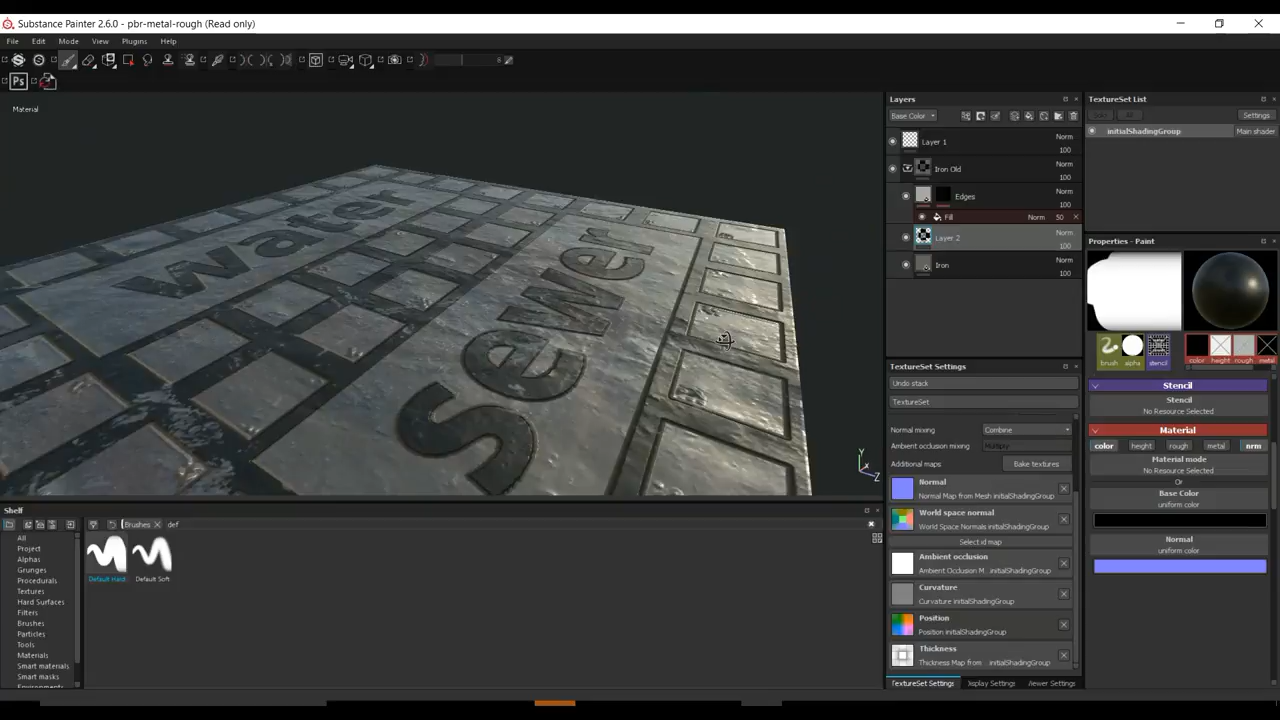 Substance Painter 2.6.0 - pbr-metal-rough (Read only)
File Edit Mode View Plugins Help
8
Ps
Material
water
sewer
Y
Z
Layers
Base Color
Layer 1 Norm 100
Iron Old Norm 100
Edges Norm 100
Fill Norm 50
Layer 2 Norm 100
Iron Norm 100
TextureSet List
Solo All Settings
initialShadingGroup Main shader
Properties - Paint
brush alpha stencil color height rough metal
Stencil
Stencil
No Resource Selected
Material
color height rough metal nrm
Material mode
No Resource Selected
Or
Base Color
uniform color
Normal
uniform color
TextureSet Settings
Undo stack
TextureSet
Normal mixing Combine
Ambient occlusion mixing Multiply
Additional maps Bake textures
Normal
Normal Map from Mesh initialShadingGroup
World space normal
World Space Normals initialShadingGroup
Select id map
Ambient occlusion
Ambient Occlusion M... initialShadingGroup
Curvature
Curvature initialShadingGroup
Position
Position initialShadingGroup
Thickness
Thickness Map from ... initialShadingGroup
TextureSet Settings Display Settings Viewer Settings
Shelf
Brushes def
All
Project
Alphas
Grunges
Procedurals
Textures
Hard Surfaces
Filters
Brushes
Particles
Tools
Materials
Smart materials
Smart masks
Environments
Default Hard Default Soft